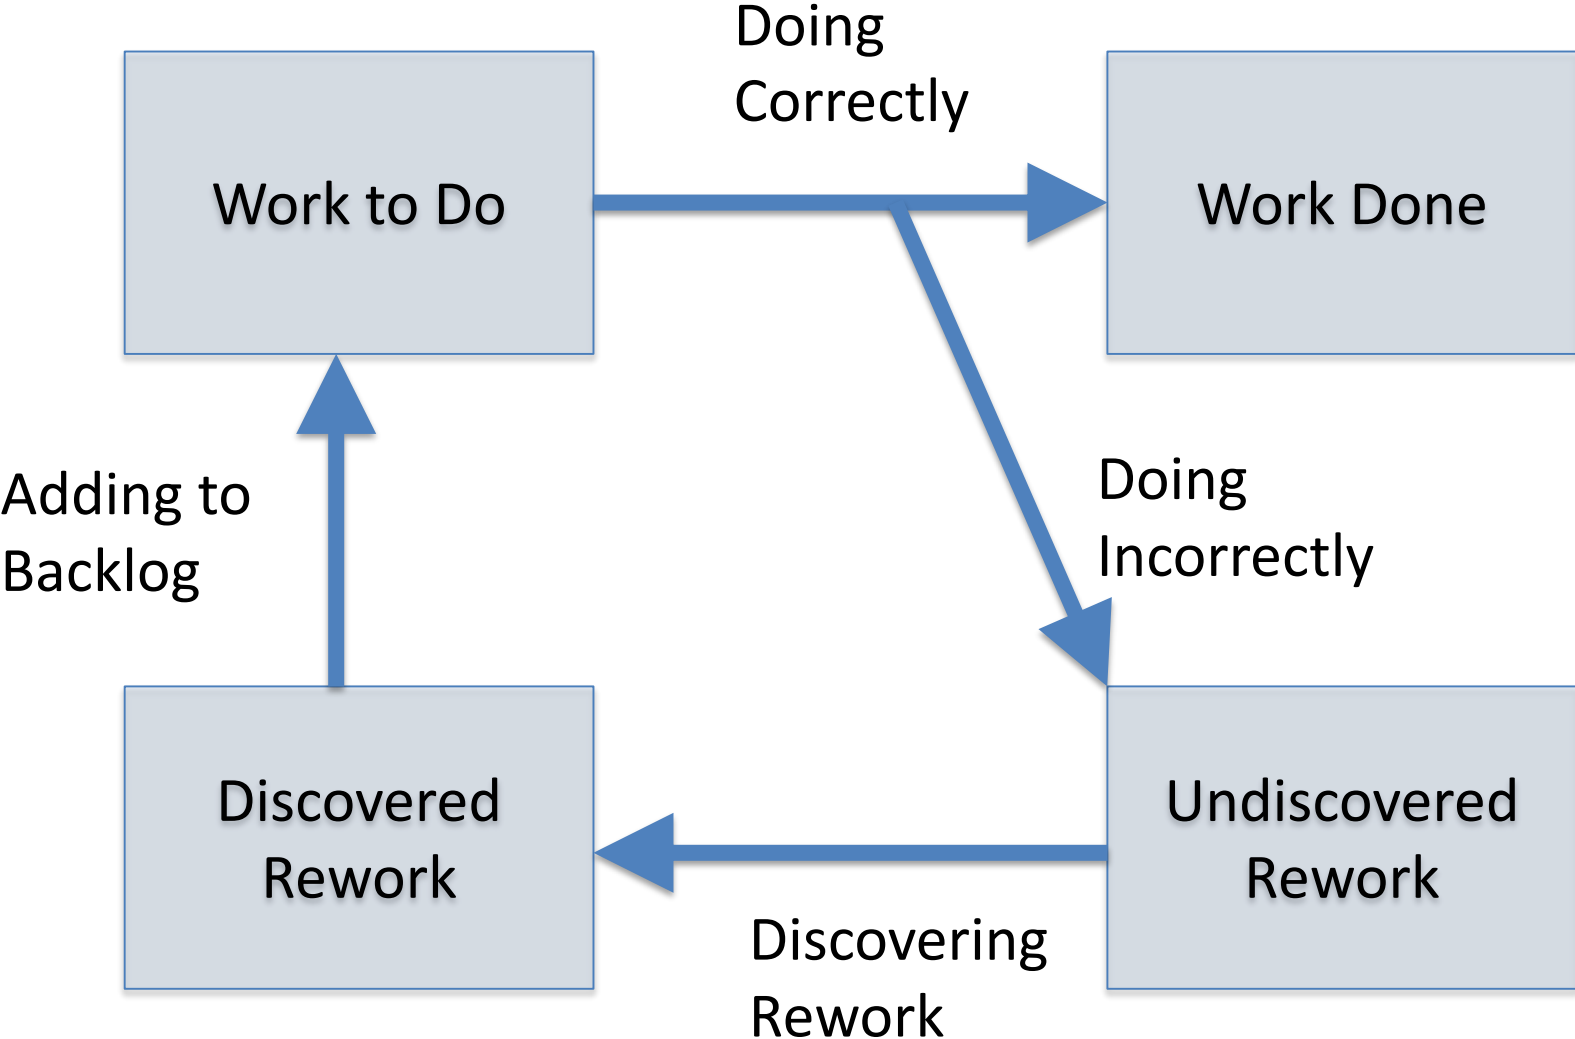 Doing
Correctly
Work to Do
Work Done
Adding to
Backlog
Doing
Incorrectly
Discovered
Rework
Undiscovered
Rework
Discovering
Rework